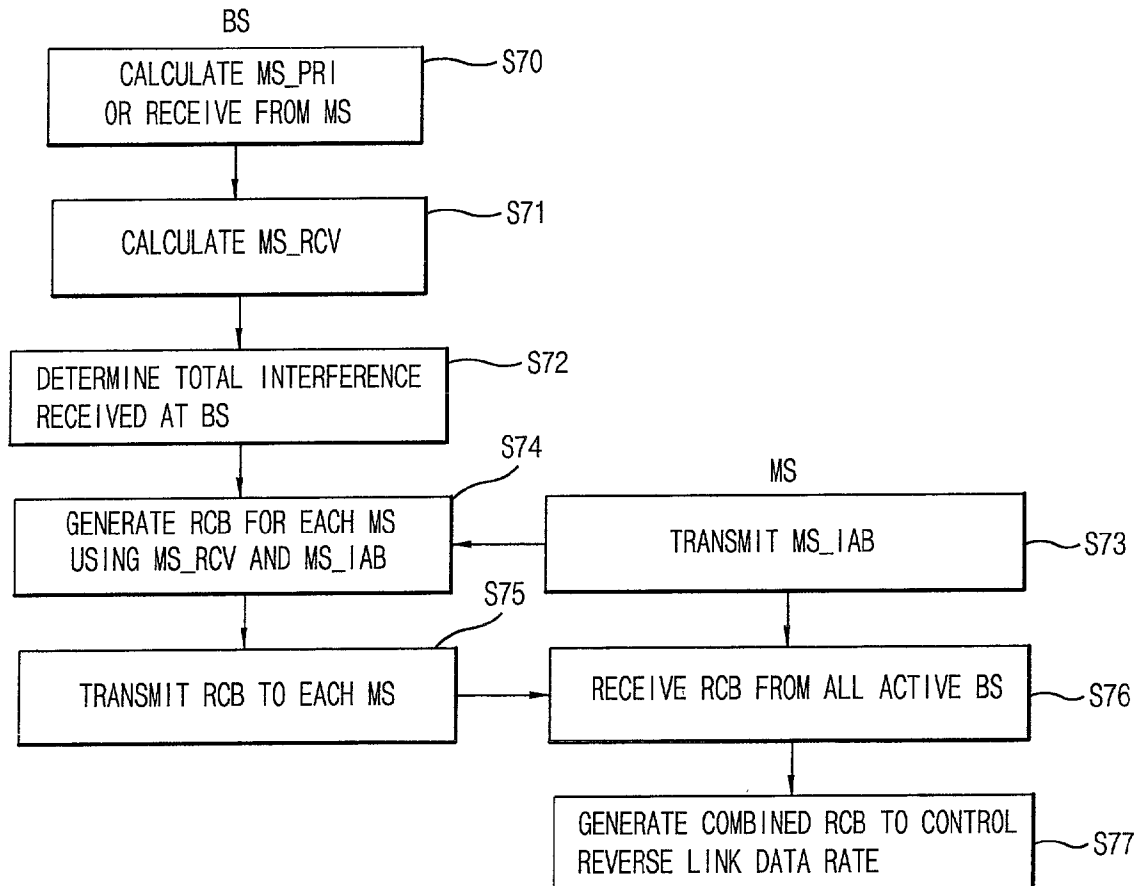 BS
CALCULATE MS_PRI
OR RECEIVE FROM MS
S70
CALCULATE MS_RCV
S71
DETERMINE TOTAL INTERFERENCE
RECEIVED AT BS
S72
GENERATE RCB FOR EACH MS
USING MS_RCV AND MS_IAB
S74
MS
TRANSMIT MS_IAB
S73
TRANSMIT RCB TO EACH MS
S75
RECEIVE RCB FROM ALL ACTIVE BS
S76
GENERATE COMBINED RCB TO CONTROL
REVERSE LINK DATA RATE
S77